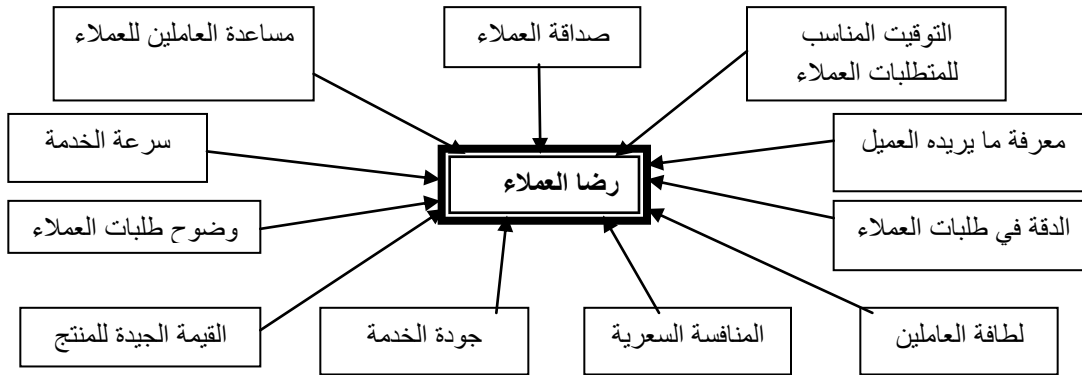 التوقيت المناسب
للمتطلبات العملاء
صداقة العملاء
مساعدة العاملين للعملاء
معرفة ما يريده العميل
سرعة الخدمة
رضا العملاء
الدقة في طلبات العملاء
وضوح طلبات العملاء
لطافة العاملين
المنافسة السعرية
جودة الخدمة
القيمة الجيدة للمنتج